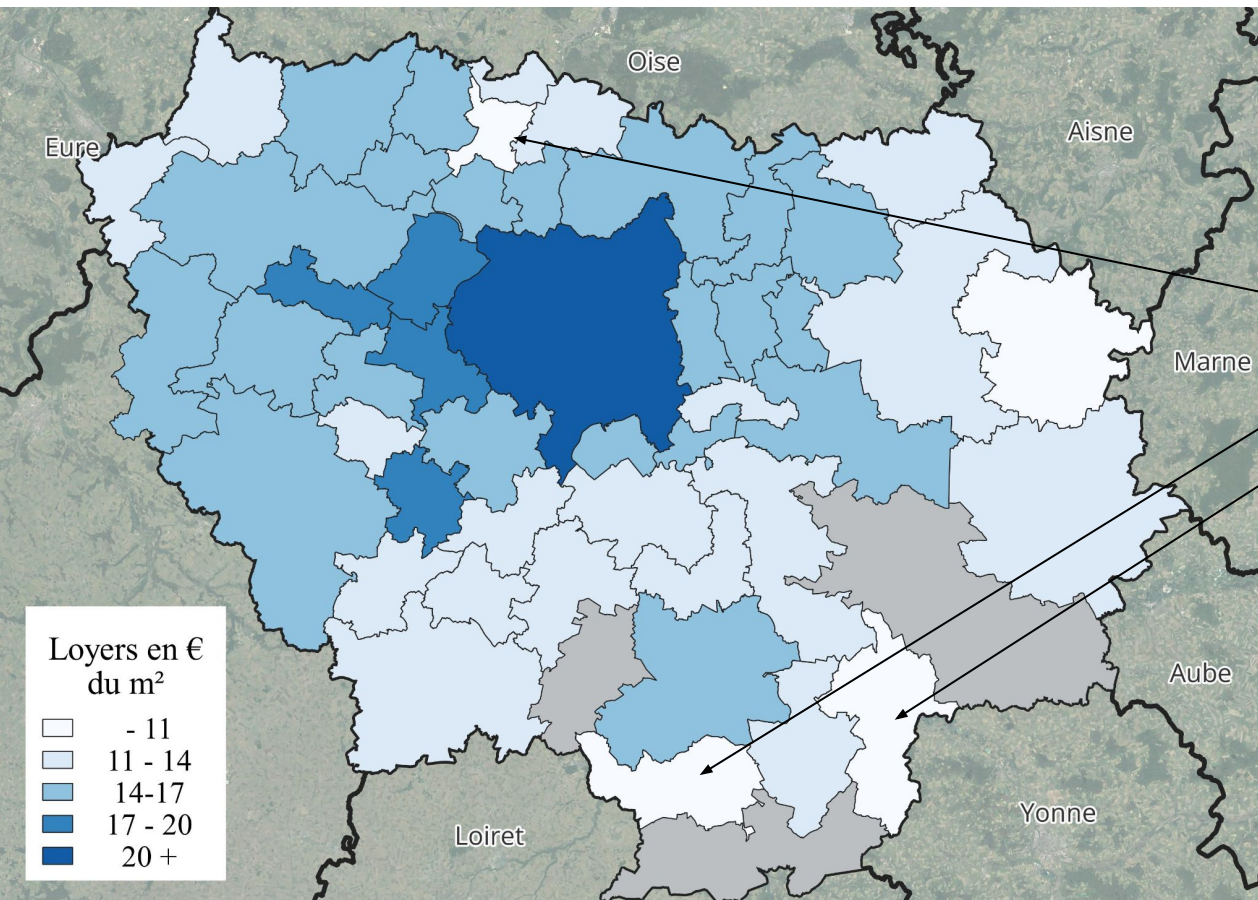 Oise
Aisne
Eure
Marne
Aube
Yonne
Loiret
Loyers en €
du m²
- 11
11 - 14
14-17
17 - 20
20 +